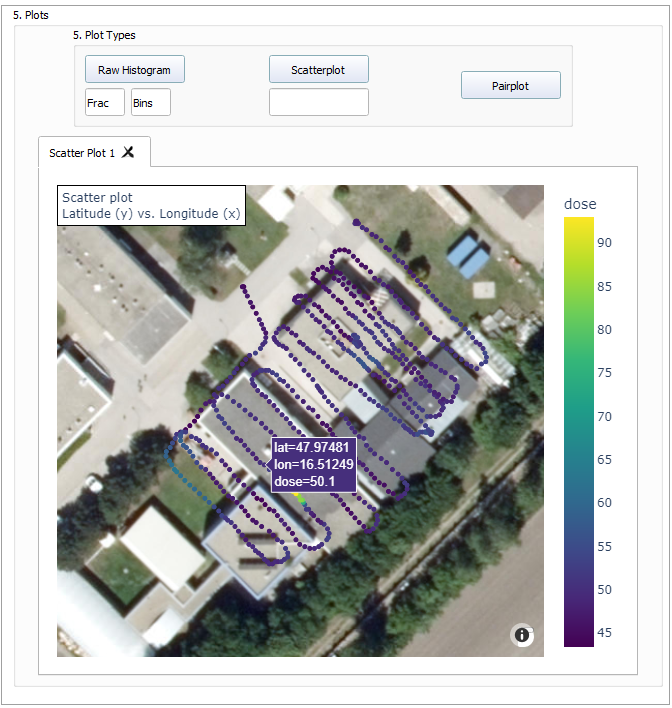 5. Plots
5. Plot Types
Raw Histogram
Scatterplot
Pairplot
Frac
Bins
Scatter Plot 1
Scatter plot
Latitude (y) vs. Longitude (x)
dose
90
85
80
75
70
65
60
55
50
45
lat=47.97481
lon=16.51249
dose=50.1